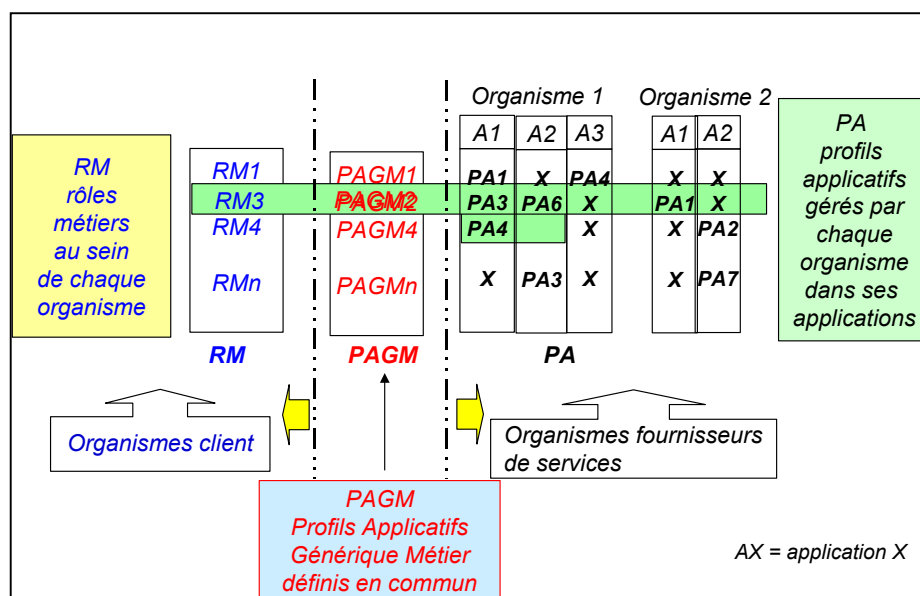 Organisme 1 Organisme 2
RM
rôles
métiers
au sein
de chaque
organisme
A1 A2 A3 A1 A2
RM1 PAGM1 PA1 X PA4 X X
RM3 PAGM2 PA3 PA6 X PA1 X
RM4 PAGM4 PA4 X X PA2
RMn PAGMn X PA3 X X PA7
RM PAGM PA
PA
profils
applicatifs
gérés par
chaque
organisme
dans ses
applications
Organismes client
Organismes fournisseurs
de services
PAGM
Profils Applicatifs
Générique Métier
définis en commun
AX = application X